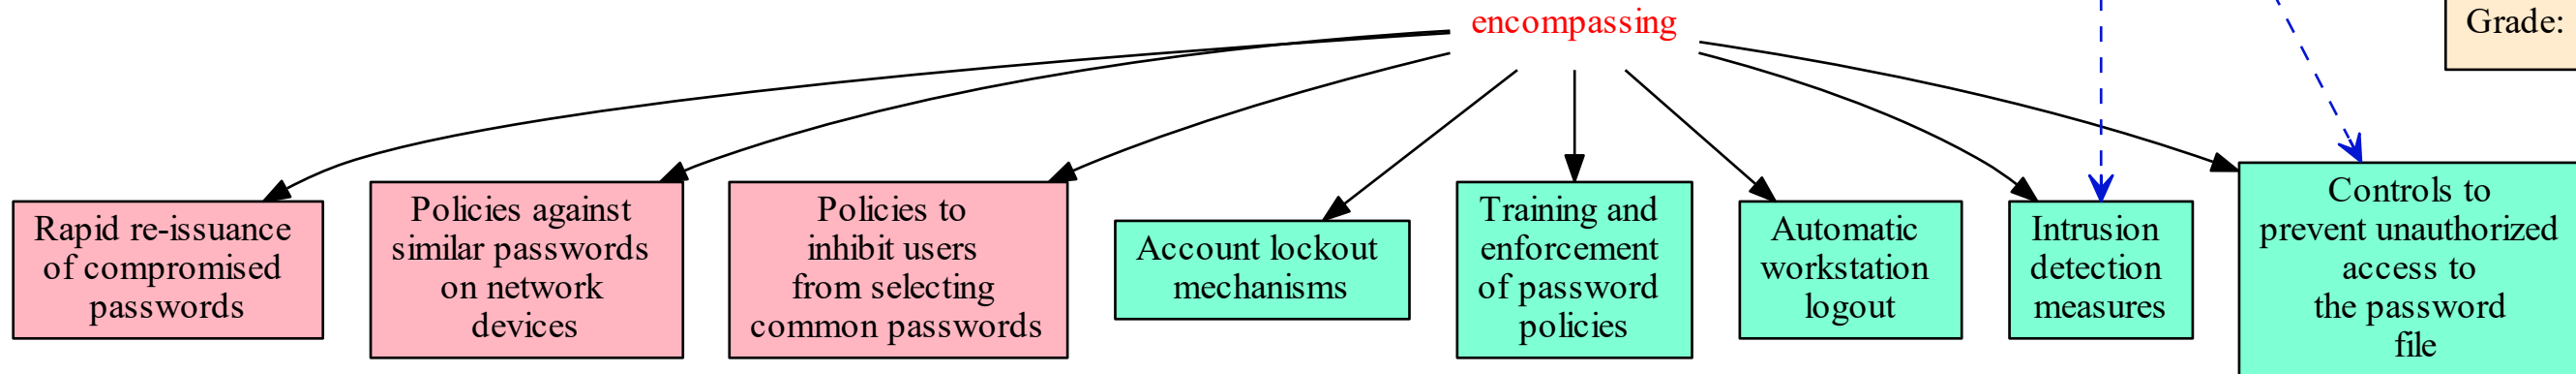 encompassing
Grade:
Rapid re-issuance
of compromised
passwords
Policies against
similar passwords
on network
devices
Policies to
inhibit users
from selecting
common passwords
Account lockout
mechanisms
Training and
enforcement
of password
policies
Automatic
workstation
logout
Intrusion
detection
measures
Controls to
prevent unauthorized
access to
the password
file